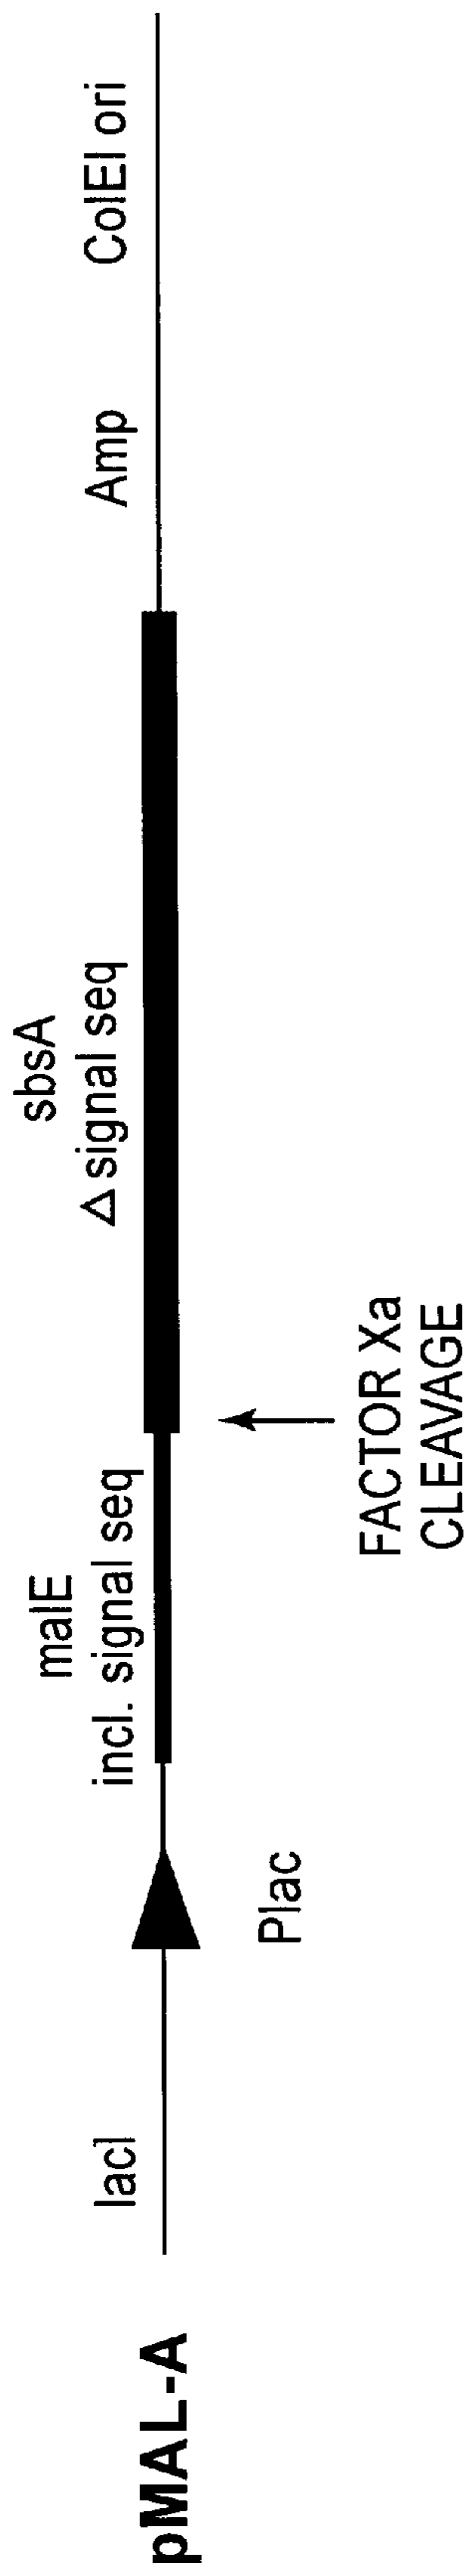 pMAL-A
lacI
Plac
malE
incl. signal seq
FACTOR Xa
CLEAVAGE
sbsA
Δ signal seq
Amp
ColEI ori